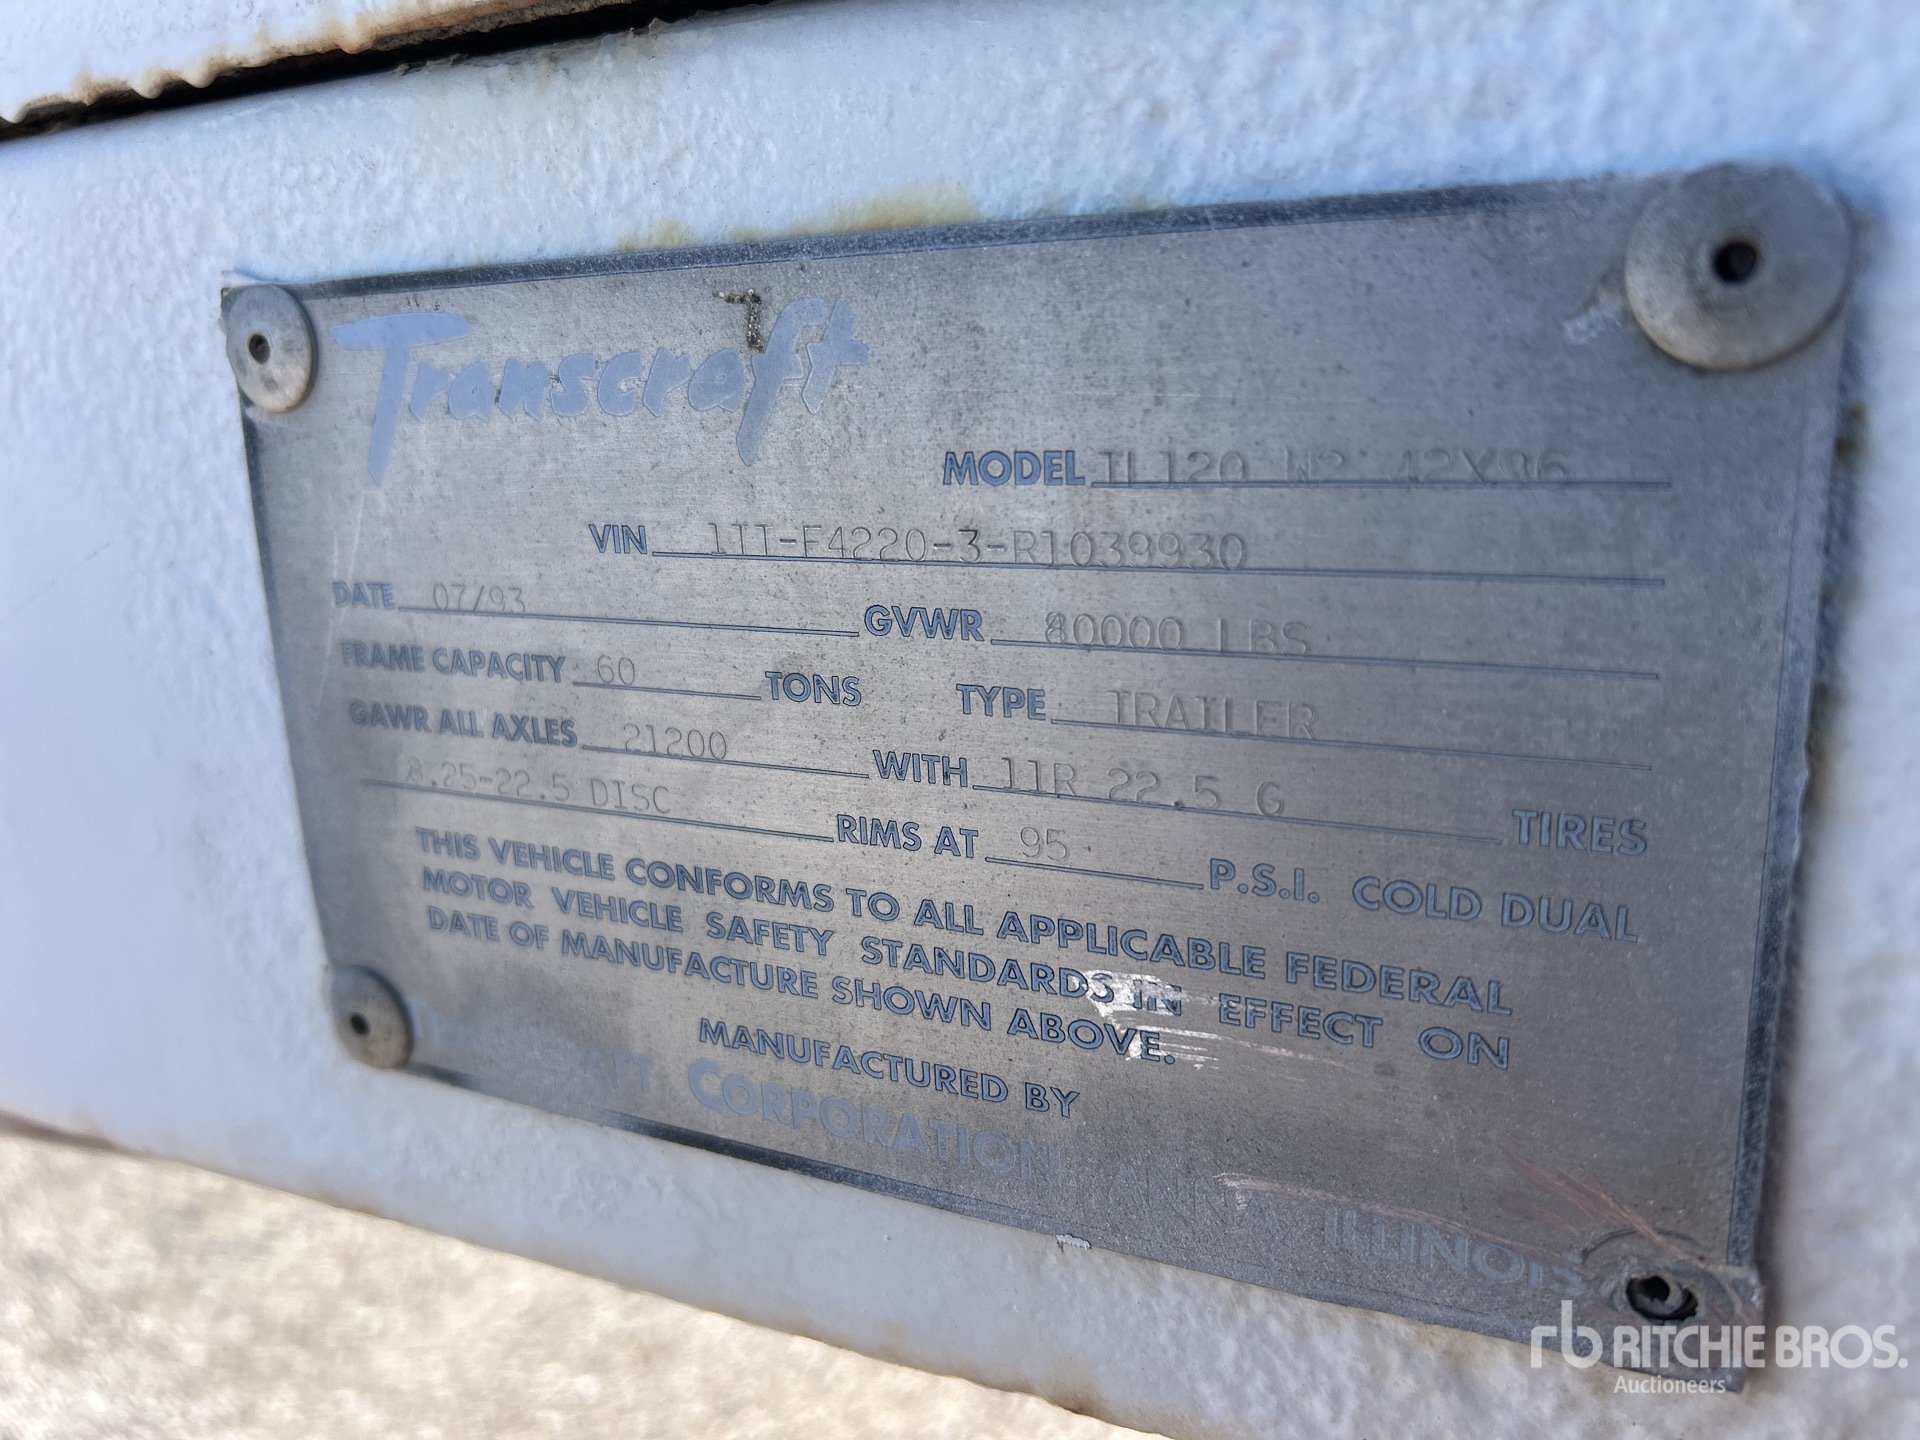 Transcraft
MODEL TL120 W2 42X96
VIN 1TT-F4220-3-R1039930
DATE 07/93 GVWR 80000 LBS
FRAME CAPACITY 60 TONS TYPE TRAILER
GAWR ALL AXLES 21200 WITH 11R 22.5 G TIRES
8.25-22.5 DISC RIMS AT 95 P.S.I. COLD DUAL
THIS VEHICLE CONFORMS TO ALL APPLICABLE FEDERAL
MOTOR VEHICLE SAFETY STANDARDS IN EFFECT ON
DATE OF MANUFACTURE SHOWN ABOVE.
MANUFACTURED BY
CORPORATION ILLINOIS
rb RITCHIE BROS.
Auctioneers